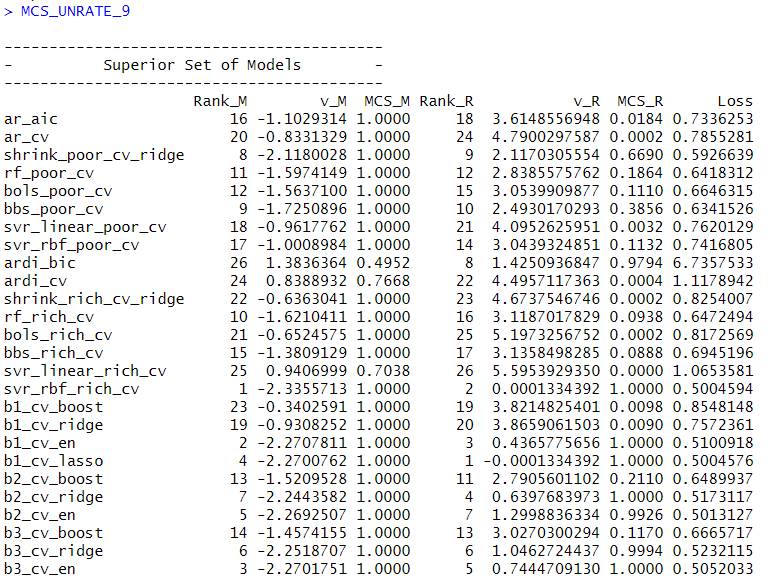 > MCS_UNRATE_9
------------------------------------------
-          Superior Set of Models         -
------------------------------------------
Rank_M v_M MCS_M Rank_R v_R MCS_R Loss
ar_aic 16 -1.1029314 1.0000 18 3.6148556948 0.0184 0.7336253
ar_cv 20 -0.8331329 1.0000 24 4.7900297587 0.0002 0.7855281
shrink_poor_cv_ridge 8 -2.1180028 1.0000 9 2.1170305554 0.6690 0.5926639
rf_poor_cv 11 -1.5974149 1.0000 12 2.8385575762 0.1864 0.6418312
bols_poor_cv 12 -1.5637100 1.0000 15 3.0539909877 0.1110 0.6646315
bbs_poor_cv 9 -1.7250896 1.0000 10 2.4930170293 0.3856 0.6341526
svr_linear_poor_cv 18 -0.9617762 1.0000 21 4.0952625951 0.0032 0.7620129
svr_rbf_poor_cv 17 -1.0008984 1.0000 14 3.0439324851 0.1132 0.7416805
ardi_bic 26 1.3836364 0.4952 8 1.4250936847 0.9794 6.7357533
ardi_cv 24 0.8388932 0.7668 22 4.4957117363 0.0004 1.1178942
shrink_rich_cv_ridge 22 -0.6363041 1.0000 23 4.6737546746 0.0002 0.8254007
rf_rich_cv 10 -1.6210411 1.0000 16 3.1187017829 0.0938 0.6472494
bols_rich_cv 21 -0.6524575 1.0000 25 5.1973256752 0.0002 0.8172569
bbs_rich_cv 15 -1.3809129 1.0000 17 3.1358498285 0.0888 0.6945196
svr_linear_rich_cv 25 0.9406999 0.7038 26 5.5953929350 0.0000 1.0653581
svr_rbf_rich_cv 1 -2.3355713 1.0000 2 0.0001334392 1.0000 0.5004594
b1_cv_boost 23 -0.3402591 1.0000 19 3.8214825401 0.0098 0.8548148
b1_cv_ridge 19 -0.9308252 1.0000 20 3.8659061503 0.0090 0.7572361
b1_cv_en 2 -2.2707811 1.0000 3 0.4365775656 1.0000 0.5100918
b1_cv_lasso 4 -2.2700762 1.0000 1 -0.0001334392 1.0000 0.5004576
b2_cv_boost 13 -1.5209528 1.0000 11 2.7905601102 0.2110 0.6489937
b2_cv_ridge 7 -2.2443582 1.0000 4 0.6397683973 1.0000 0.5173117
b2_cv_en 5 -2.2692507 1.0000 7 1.2998836334 0.9926 0.5013127
b3_cv_boost 14 -1.4574155 1.0000 13 3.0270300294 0.1170 0.6665717
b3_cv_ridge 6 -2.2518707 1.0000 6 1.0462724437 0.9994 0.5232115
b3_cv_en 3 -2.2701751 1.0000 5 0.7444709130 1.0000 0.5052033